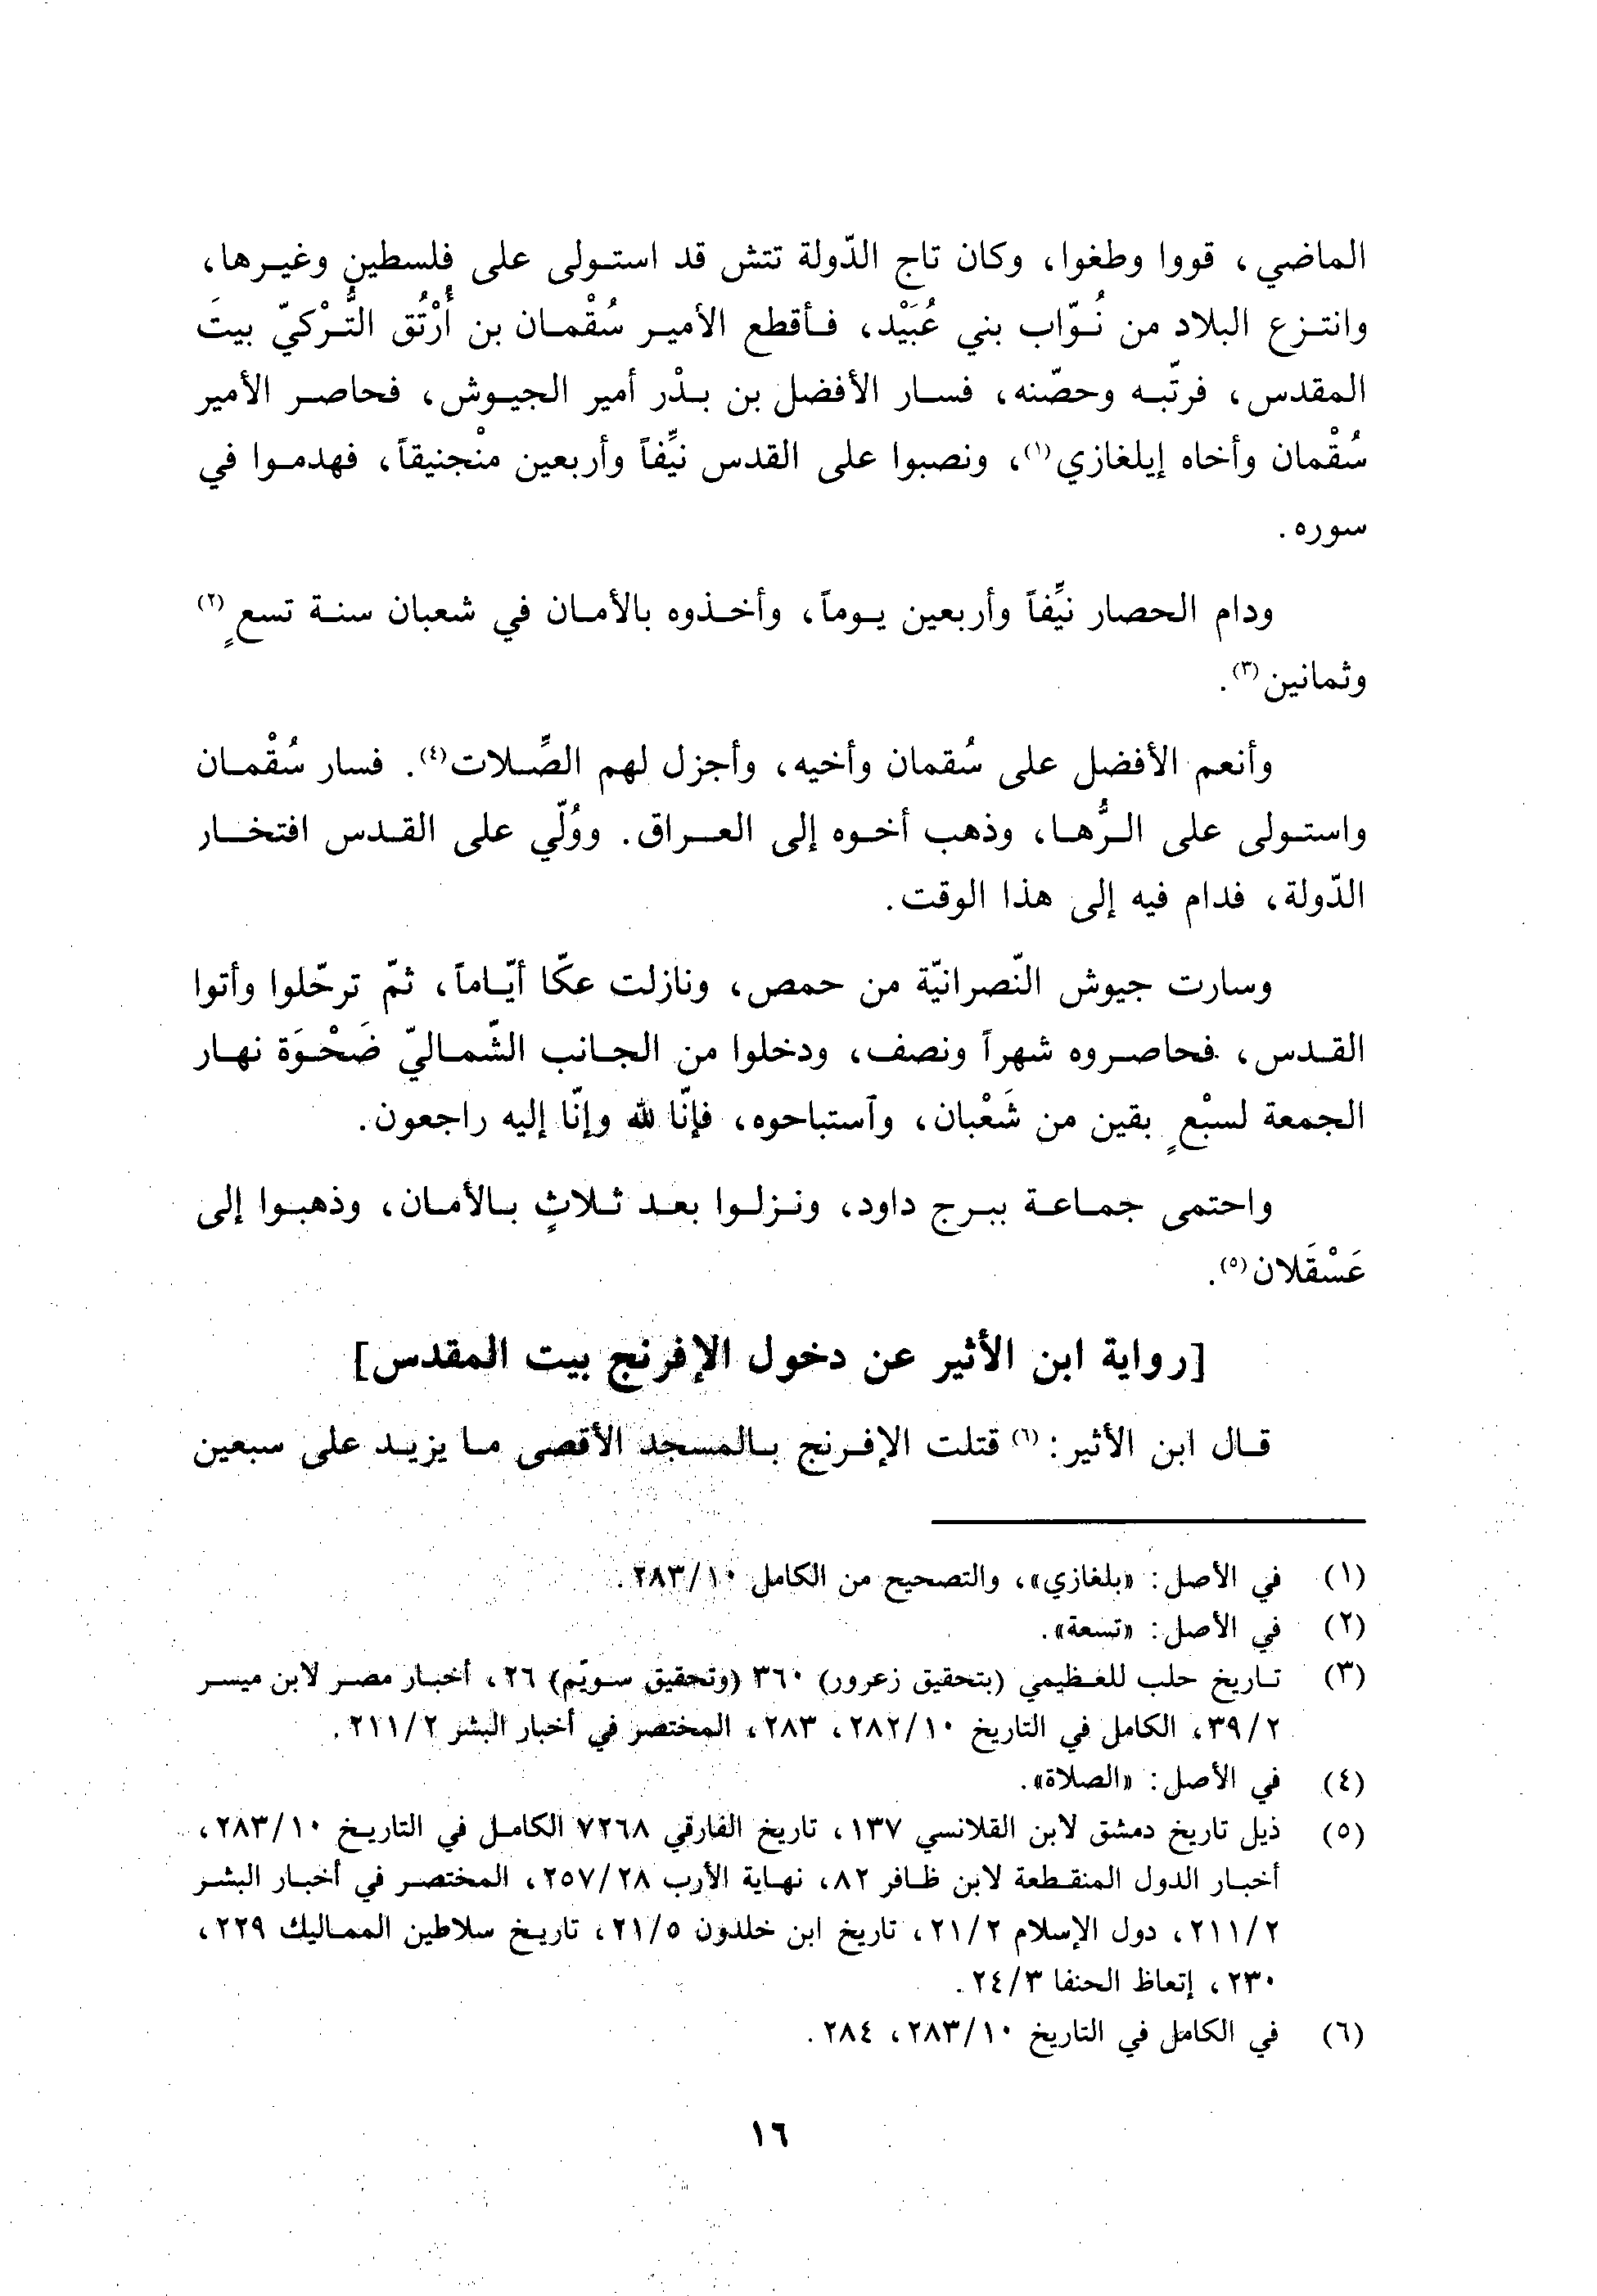 الماضي، قووا وطغوا، وكان تاج الدّولة تتش قد استولى على فلسطين وغيرها،
وانتزع البلاد من نُوّاب بني عُبَيْد، فأقطع الأمير سُقْمان بن أُرْتُق التُّرْكيّ بيتَ
المقدس، فرتّبه وحصّنه، فسار الأفضل بن بدْر أمير الجيوش، فحاصر الأمير
سُقْمان وأخاه إيلغازي(١)، ونصبوا على القدس نيِّفاً وأربعين منْجنيقاً، فهدموا في
سوره.
ودام الحصار نيِّفاً وأربعين يوماً، وأخذوه بالأمان في شعبان سنة تسعٍ(٢)
وثمانين(٣).
وأنعم الأفضل على سُقمان وأخيه، وأجزل لهم الصِّلات(٤). فسار سُقْمان
واستولى على الرُّها، وذهب أخوه إلى العراق. ووُلّي على القدس افتخار
الدّولة، فدام فيه إلى هذا الوقت.
وسارت جيوش النّصرانيّة من حمص، ونازلت عكّا أيّاماً، ثمّ ترحّلوا وأتوا
القدس، فحاصروه شهراً ونصف، ودخلوا من الجانب الشّماليّ ضَحْوَة نهار
الجمعة لسبْعٍ بقين من شَعْبان، وآستباحوه، فإنّا لله وإنّا إليه راجعون.
واحتمى جماعة ببرج داود، ونزلوا بعد ثلاثٍ بالأمان، وذهبوا إلى
عَسْقَلان(٥).
[رواية ابن الأثير عن دخول الإفرنج بيت المقدس]
قال ابن الأثير:(٦) قتلت الإفرنج بالمسجد الأقصى ما يزيد على سبعين
(١) في الأصل: «بلغازي»، والتصحيح من الكامل ٢٨٣/١٠.
(٢) في الأصل: «تسعة».
(٣) تاريخ حلب للعظيمي (بتحقيق زعرور) ٣٦٠ (وتحقيق سويّم) ٢٦، أخبار مصر لابن ميسر
٣٩/٢، الكامل في التاريخ ٢٨٢/١٠، ٢٨٣، المختصر في أخبار البشر ٢١١/٢.
(٤) في الأصل: «الصلاة».
(٥) ذيل تاريخ دمشق لابن القلانسي ١٣٧، تاريخ الفارقي ٧٢٦٨ الكامل في التاريخ ٢٨٣/١٠،
أخبار الدول المنقطعة لابن ظافر ٨٢، نهاية الأرب ٢٥٧/٢٨، المختصر في أخبار البشر
٢١١/٢، دول الإسلام ٢١/٢، تاريخ ابن خلدون ٢١/٥، تاريخ سلاطين المماليك ٢٢٩،
٢٣٠، إتعاظ الحنفا ٢٤/٣.
(٦) في الكامل في التاريخ ٢٨٣/١٠، ٢٨٤.
١٦